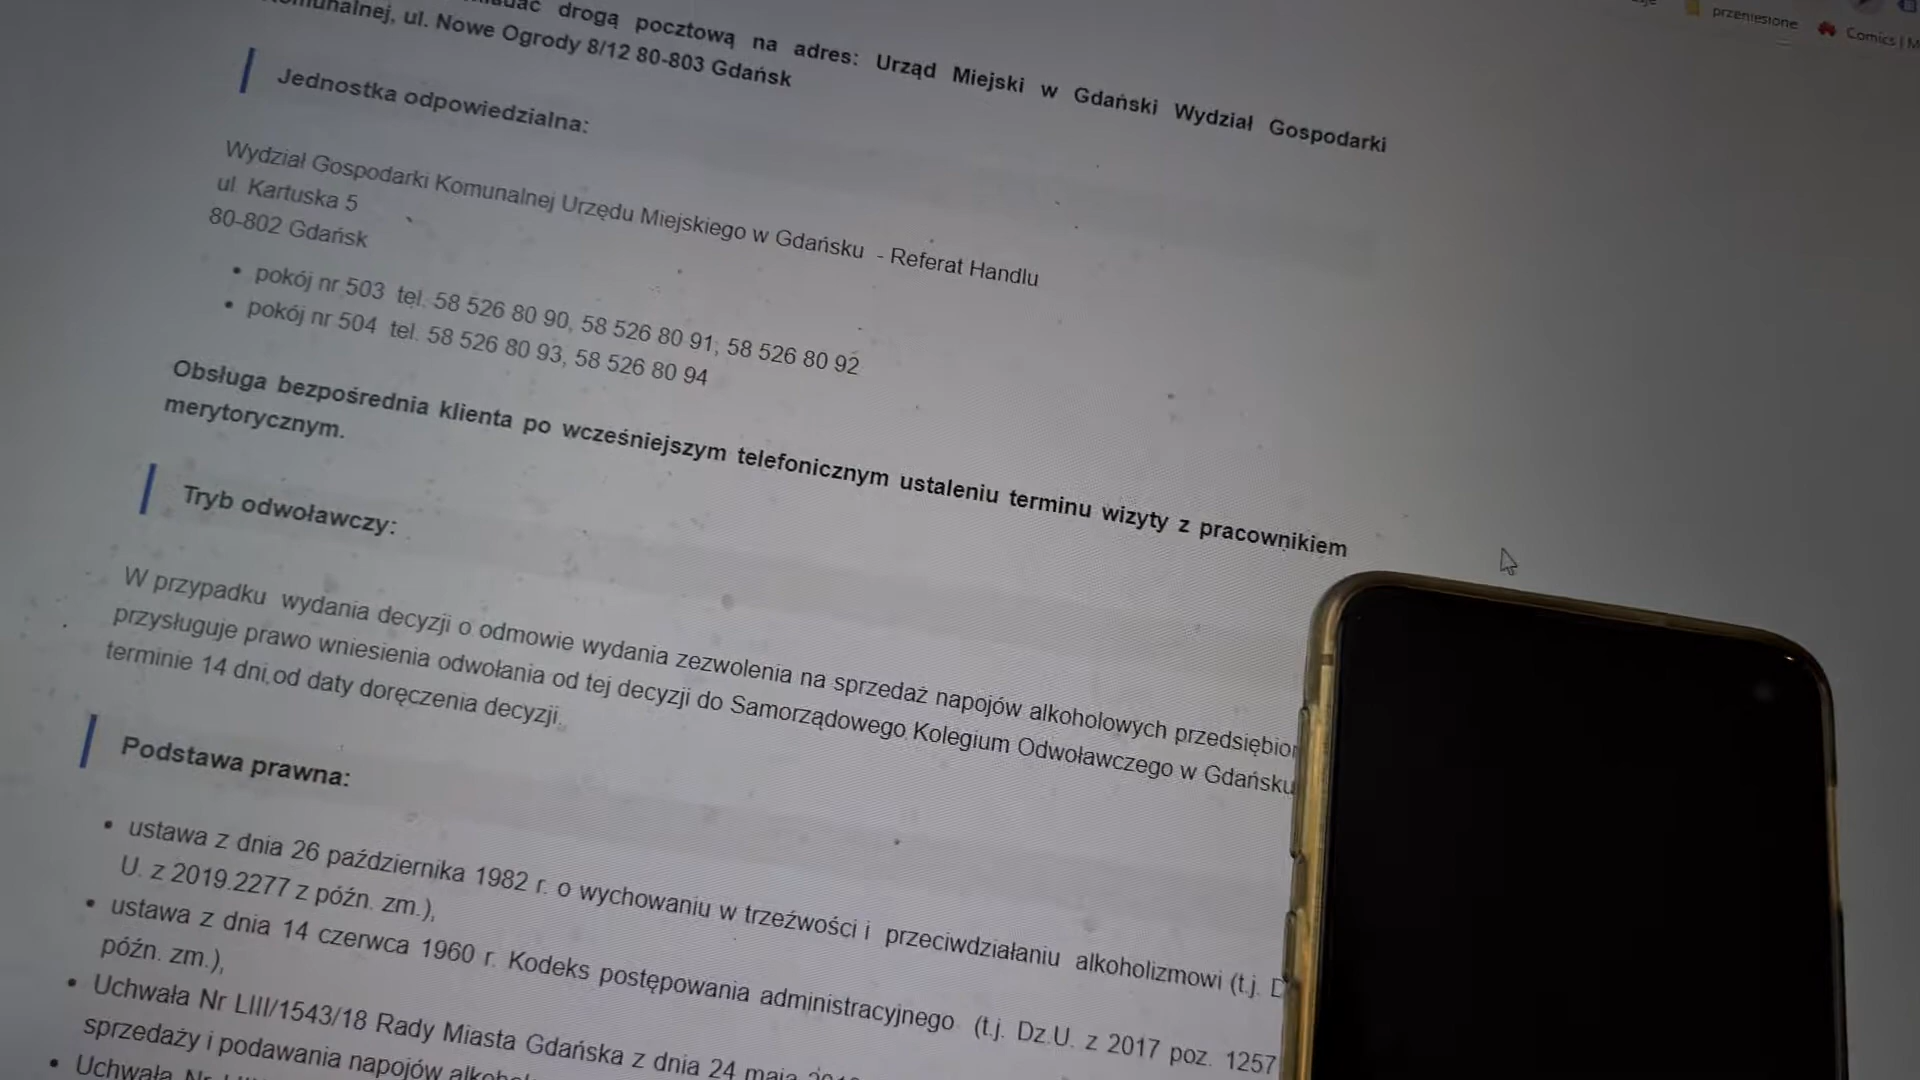 drogą pocztową na adres: Urząd Miejski w Gdański Wydział Gospodarki
Komunalnej, ul. Nowe Ogrody 8/12 80-803 Gdańsk
przeniesione
Comics | M
Jednostka odpowiedzialna:
Wydział Gospodarki Komunalnej Urzędu Miejskiego w Gdańsku - Referat Handlu
ul. Kartuska 5
80-802 Gdańsk
• pokój nr 503 tel. 58 526 80 90, 58 526 80 91, 58 526 80 92
• pokój nr 504 tel. 58 526 80 93, 58 526 80 94
Obsługa bezpośrednia klienta po wcześniejszym telefonicznym ustaleniu terminu wizyty z pracownikiem
merytorycznym.
Tryb odwoławczy:
W przypadku wydania decyzji o odmowie wydania zezwolenia na sprzedaż napojów alkoholowych przedsiębior
przysługuje prawo wniesienia odwołania od tej decyzji do Samorządowego Kolegium Odwoławczego w Gdańsku
terminie 14 dni od daty doręczenia decyzji.
Podstawa prawna:
• ustawa z dnia 26 października 1982 r. o wychowaniu w trzeźwości i przeciwdziałaniu alkoholizmowi (t.j. D
U. z 2019.2277 z późn. zm.),
• ustawa z dnia 14 czerwca 1960 r. Kodeks postępowania administracyjnego (t.j. Dz.U. z 2017 poz. 1257
późn. zm.),
• Uchwała Nr LIII/1543/18 Rady Miasta Gdańska z dnia 24 maja
sprzedaży i podawania napojów
• Uchwała Nr